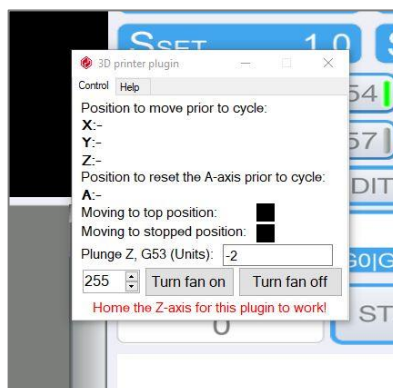 SSET 1.0 S
3D printer plugin
Control Help
54
Position to move prior to cycle:
X:-
Y:-
57
Z:-
Position to reset the A-axis prior to cycle:
DIT
A:-
Moving to top position:
Moving to stopped position:
Plunge Z, G53 (Units): -2
G0|G
255 Turn fan on Turn fan off
Home the Z-axis for this plugin to work!
ST
0